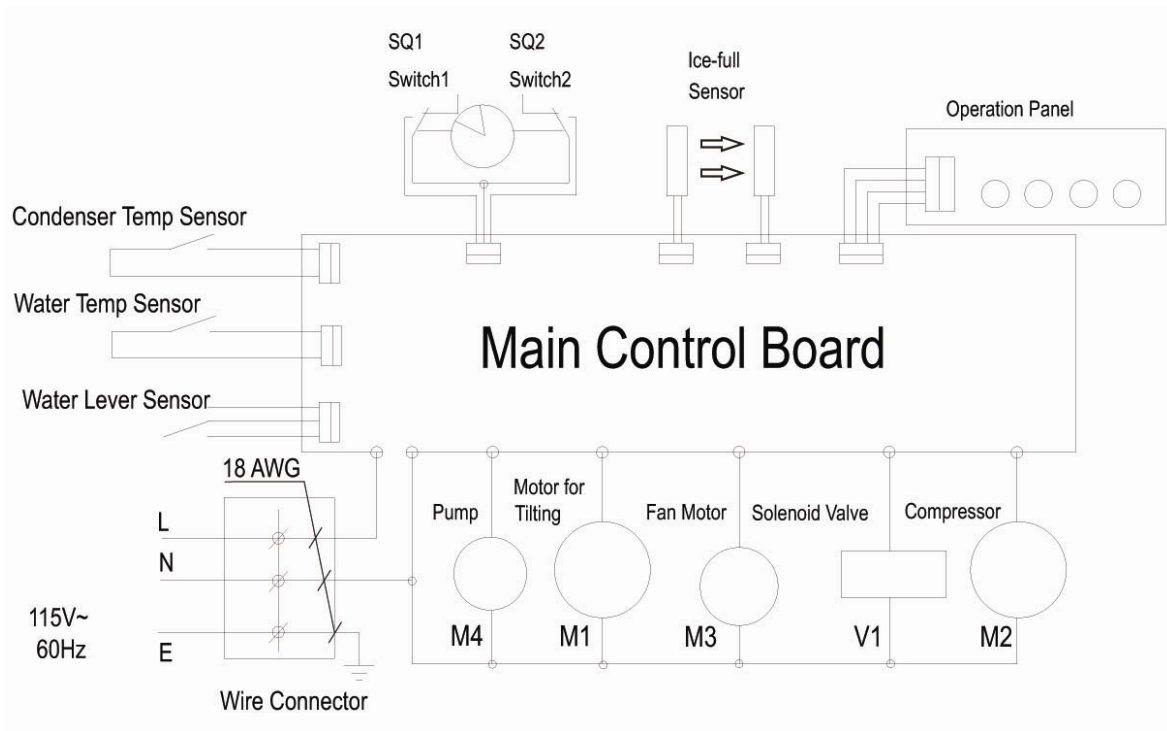 SQ1
SQ2
Switch1
Switch2
Ice-full
Sensor
Operation Panel
Condenser Temp Sensor
Water Temp Sensor
Main Control Board
Water Lever Sensor
18 AWG
Pump
Motor for
Tilting
Fan Motor
Solenoid Valve
Compressor
L
N
115V~
60Hz
E
M4
M1
M3
V1
M2
Wire Connector